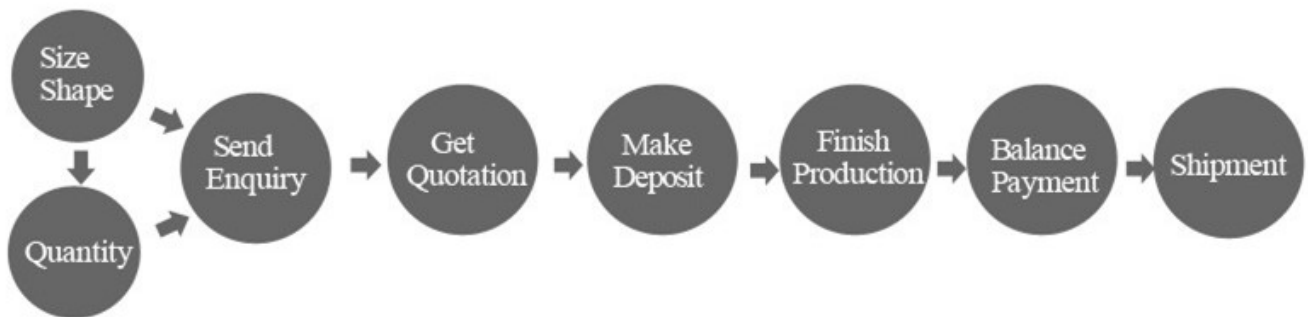 Size
Shape
Quantity
Send
Enquiry
Get
Quotation
Make
Deposit
Finish
Production
Balance
Payment
Shipment